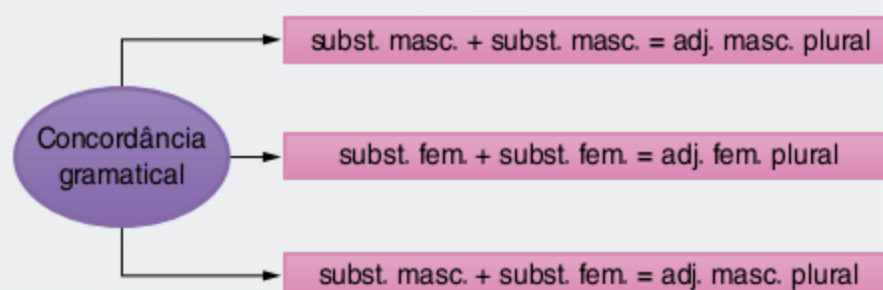 subst. masc. + subst. masc. = adj. masc. plural
Concordância
gramatical
subst. fem. + subst. fem. = adj. fem. plural
subst. masc. + subst. fem. = adj. masc. plural